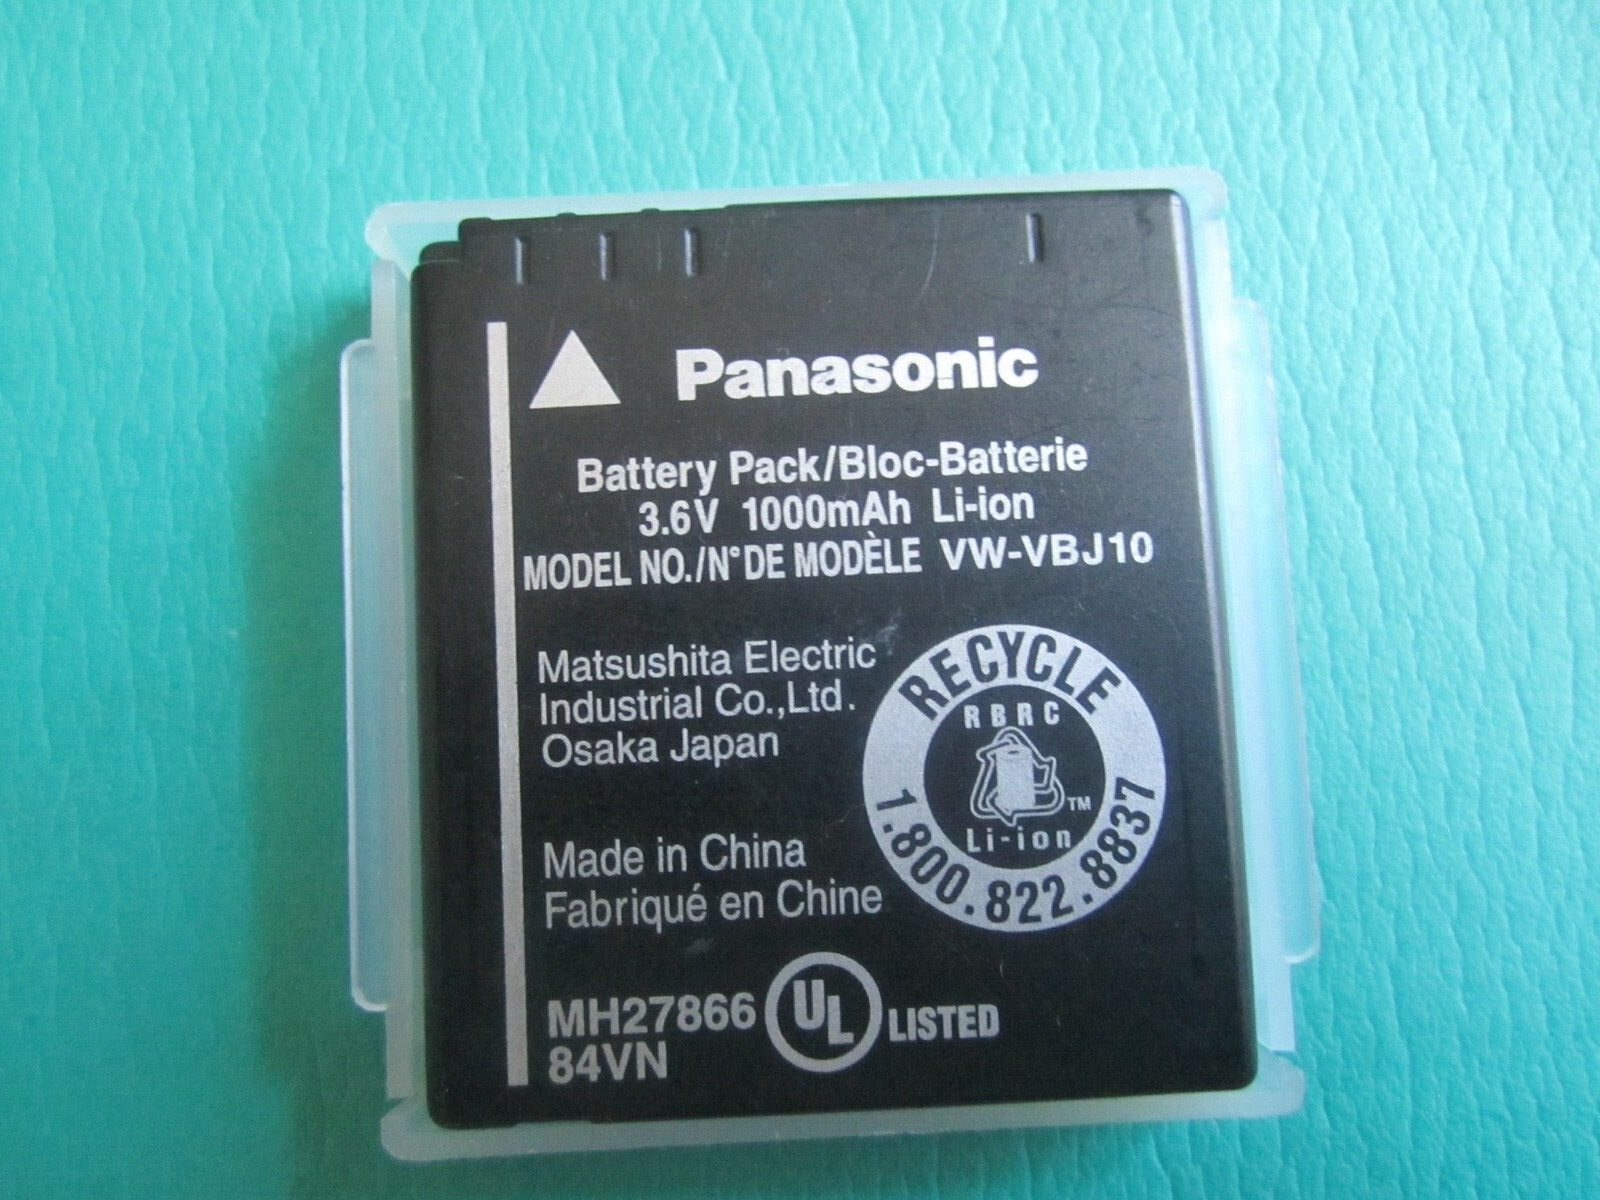 Panasonic
Battery Pack/Bloc-Batterie
3.6V 1000mAh Li-ion
MODEL NO./N°DE MODÈLE VW-VBJ10
Matsushita Electric
Industrial Co.,Ltd.
Osaka Japan
RECYCLE
RBRC
TM
Li-ion
1.800.822.8837
Made in China
Fabriqué en Chine
MH27866 UL LISTED
84VN